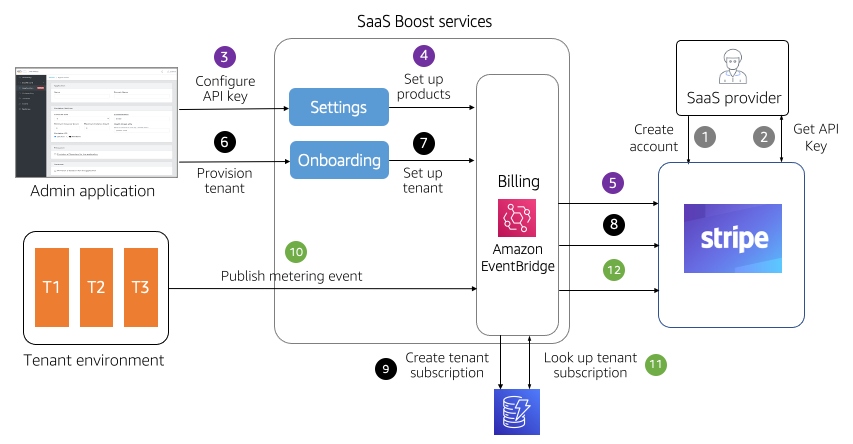 SaaS Boost services
3
Configure
API key
4
Set up
products
SaaS provider
Settings
Create
account
1
2
Get API
Key
6
Provision
tenant
Onboarding
7
Set up
tenant
Admin application
Billing
Amazon
EventBridge
5
8
12
stripe
10
Publish metering event
T1
T2
T3
Tenant environment
9
Create tenant
subscription
Look up tenant
subscription
11